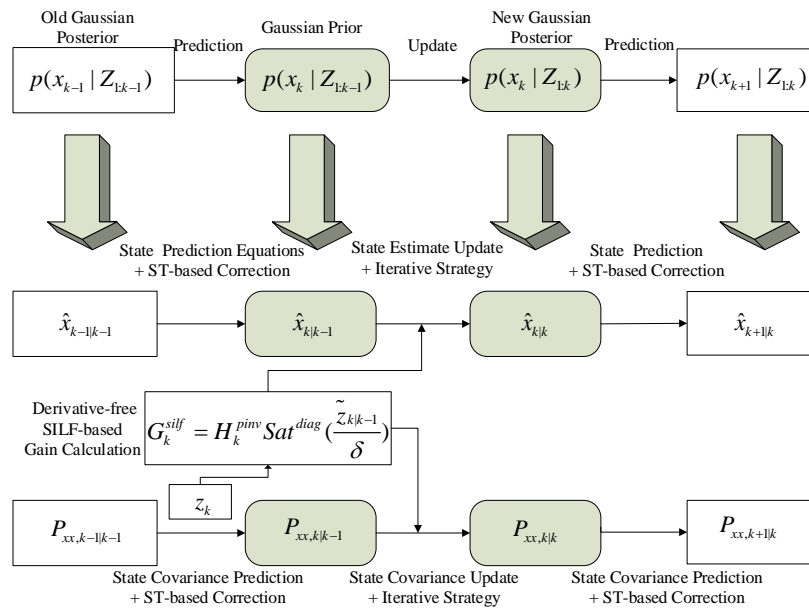 Old Gaussian
Posterior
Prediction
Gaussian Prior
Update
New Gaussian
Posterior
Prediction
p(x_{k-1} | Z_{1:k-1})
p(x_k | Z_{1:k-1})
p(x_k | Z_{1:k})
p(x_{k+1} | Z_{1:k})
State Prediction Equations
+ ST-based Correction
State Estimate Update
+ Iterative Strategy
State Prediction
+ ST-based Correction
x̂_{k-1|k-1}
x̂_{k|k-1}
x̂_{k|k}
x̂_{k+1|k}
Derivative-free
SILF-based
Gain Calculation
G_k^{silf} = H_k^{pinv} Sat^{diag} (z̃_{k|k-1} / δ)
z_k
P_{xx,k-1|k-1}
P_{xx,k|k-1}
P_{xx,k|k}
P_{xx,k+1|k}
State Covariance Prediction
+ ST-based Correction
State Covariance Update
+ Iterative Strategy
State Covariance Prediction
+ ST-based Correction